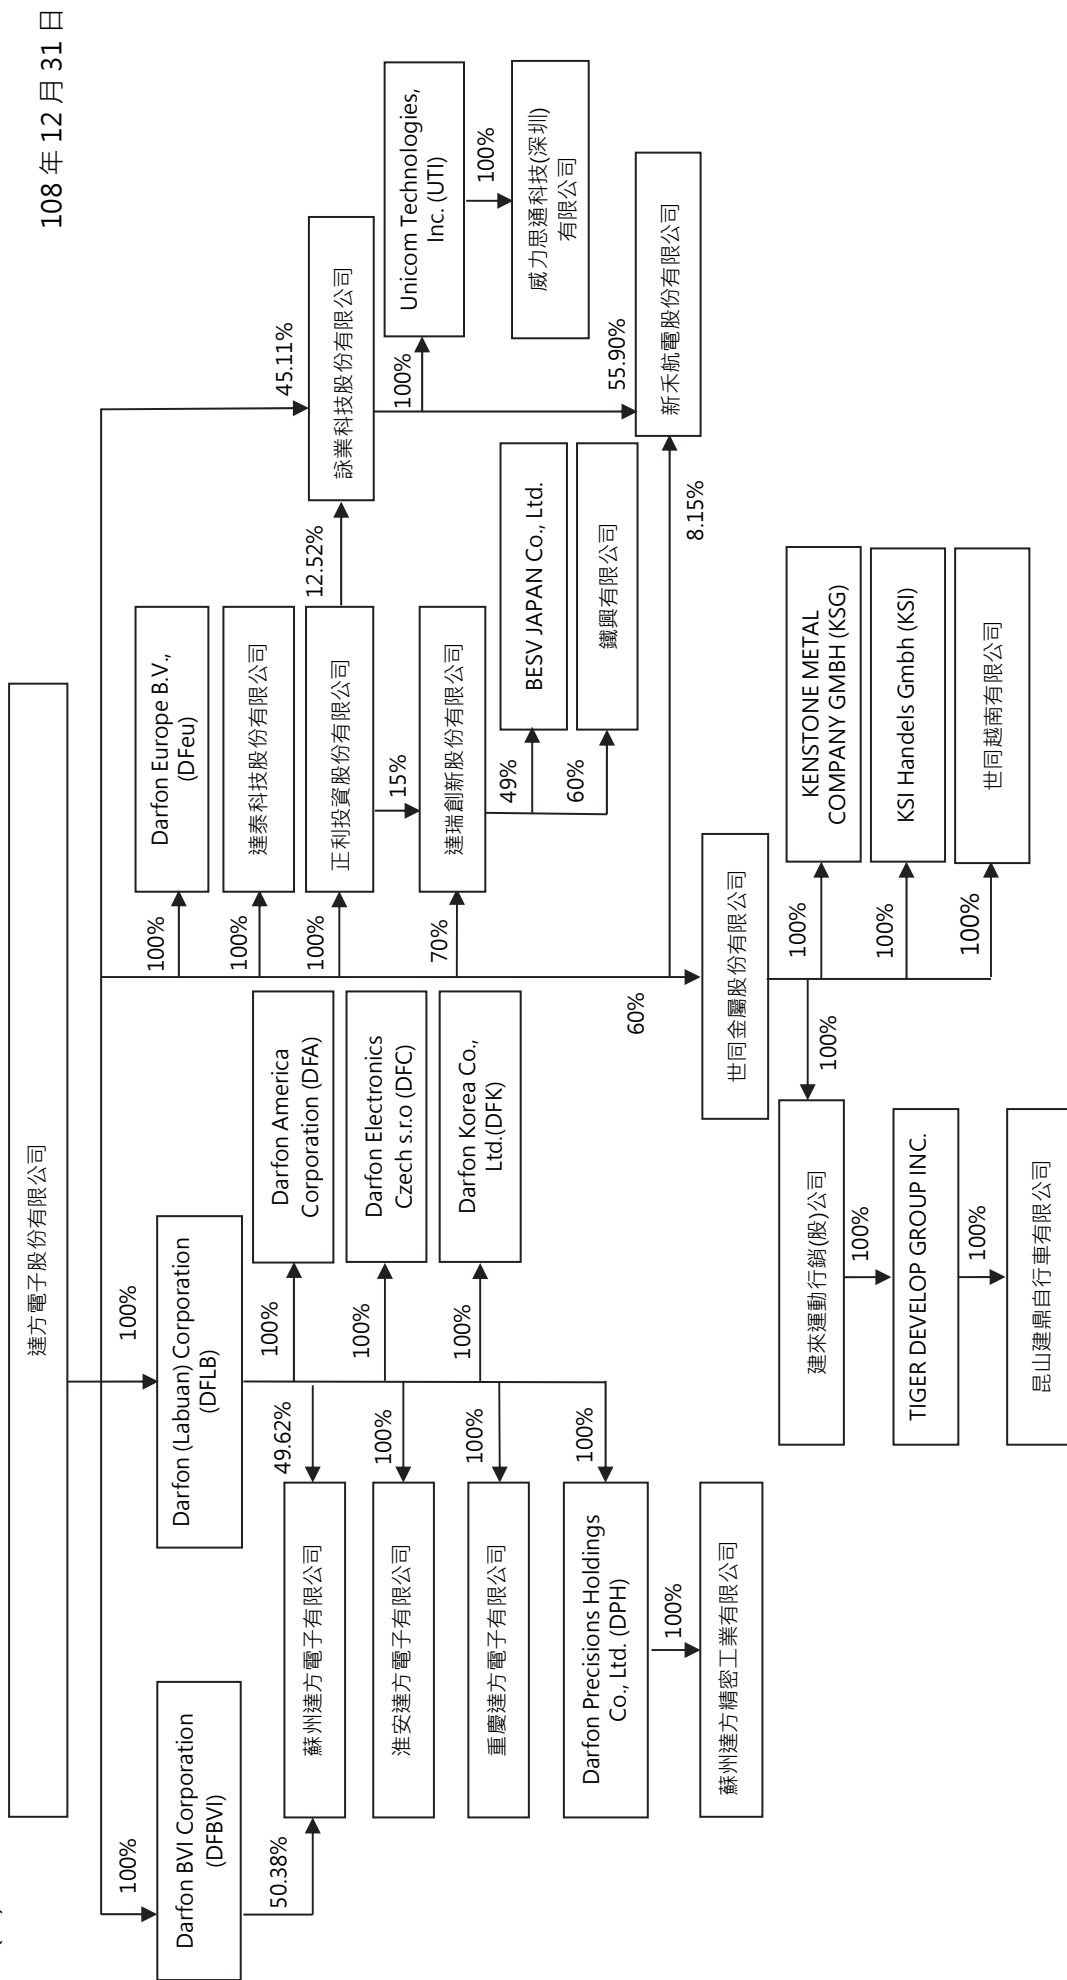 108 年 12 月 31 日
達方電子股份有限公司
100%
100%
45.11%
Darfon BVI Corporation
(DFBVI)
Darfon (Labuan) Corporation
(DFLB)
50.38%
49.62%
100%
100%
100%
100%
100%
100%
蘇州達方電子有限公司
淮安達方電子有限公司
重慶達方電子有限公司
Darfon Precisions Holdings
Co., Ltd. (DPH)
100%
蘇州達方精密工業有限公司
Darfon America
Corporation (DFA)
Darfon Electronics
Czech s.r.o (DFC)
Darfon Korea Co.,
Ltd.(DFK)
100%
Darfon Europe B.V.,
(DFeu)
100%
達泰科技股份有限公司
100%
正利投資股份有限公司
12.52%
15%
70%
達瑞創新股份有限公司
49%
BESV JAPAN Co., Ltd.
60%
鐵興有限公司
詠業科技股份有限公司
100%
Unicom Technologies,
Inc. (UTI)
100%
威力思通科技(深圳)
有限公司
55.90%
8.15%
新禾航電股份有限公司
60%
世同金屬股份有限公司
100%
KENSTONE METAL
COMPANY GMBH (KSG)
100%
KSI Handels Gmbh (KSI)
100%
世同越南有限公司
100%
建來運動行銷(股)公司
100%
TIGER DEVELOP GROUP INC.
100%
昆山建鼎自行車有限公司